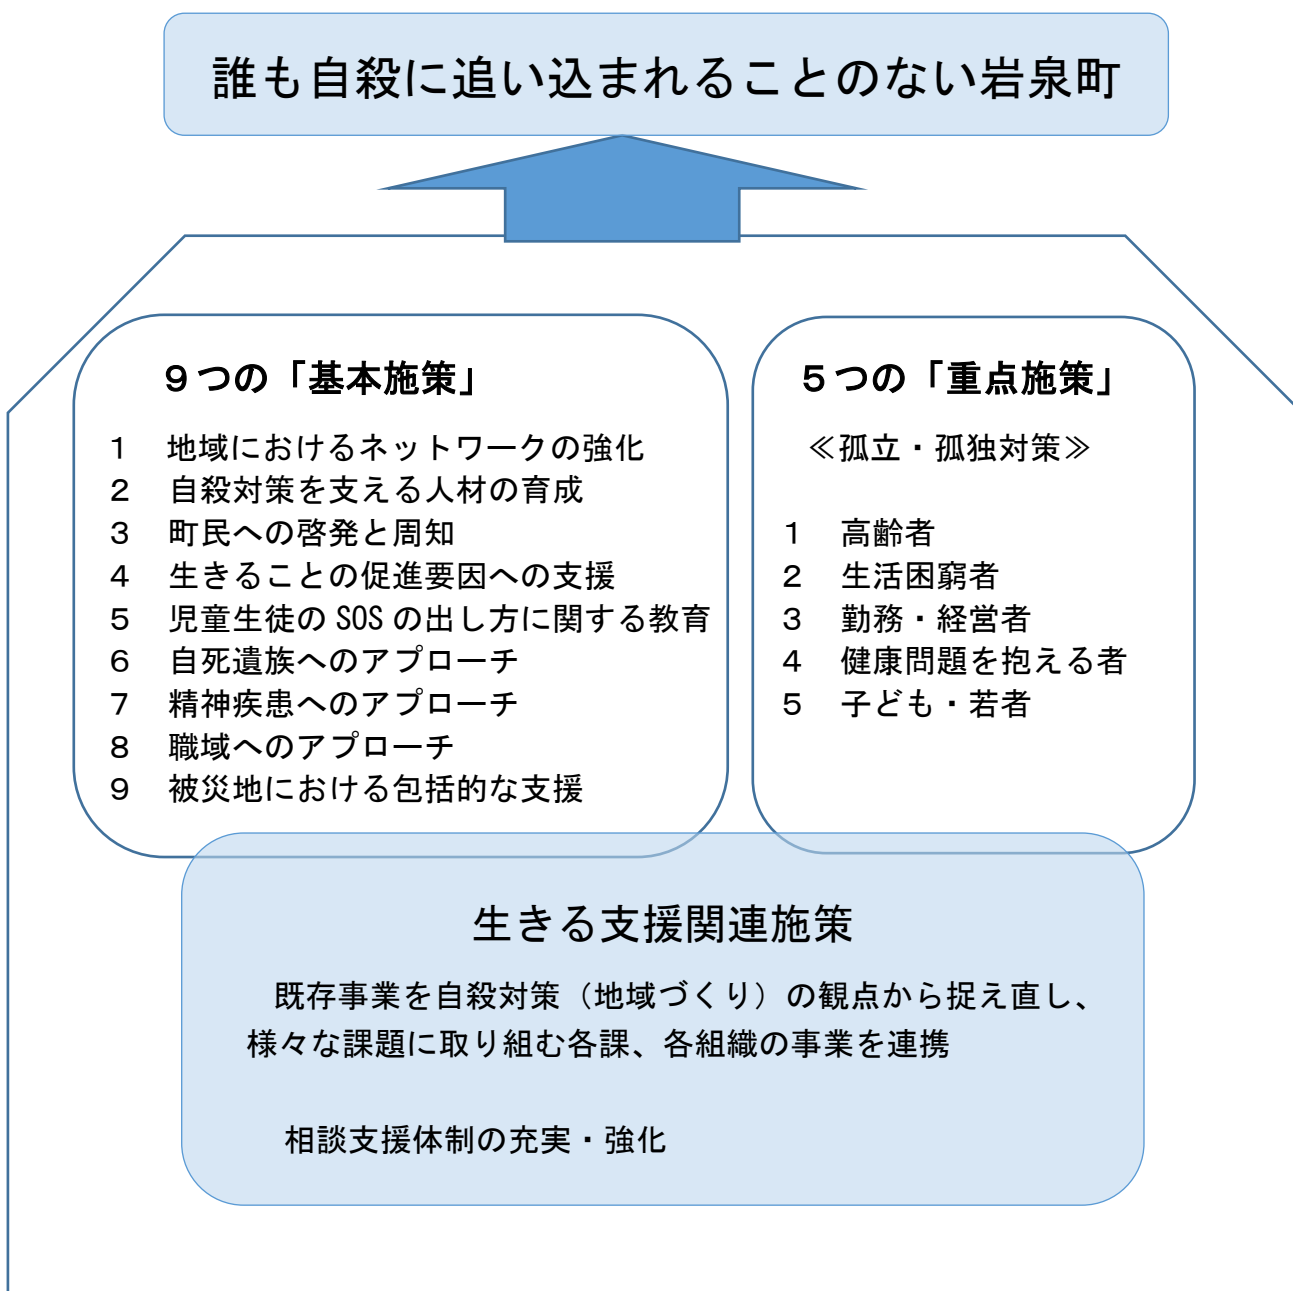 誰も自殺に追い込まれることのない岩泉町
９つの「基本施策」
１　地域におけるネットワークの強化
２　自殺対策を支える人材の育成
３　町民への啓発と周知
４　生きることの促進要因への支援
５　児童生徒の SOS の出し方に関する教育
６　自死遺族へのアプローチ
７　精神疾患へのアプローチ
８　職域へのアプローチ
９　被災地における包括的な支援
５つの「重点施策」
≪孤立・孤独対策≫
１　高齢者
２　生活困窮者
３　勤務・経営者
４　健康問題を抱える者
５　子ども・若者
生きる支援関連施策
既存事業を自殺対策（地域づくり）の観点から捉え直し、
様々な課題に取り組む各課、各組織の事業を連携
相談支援体制の充実・強化